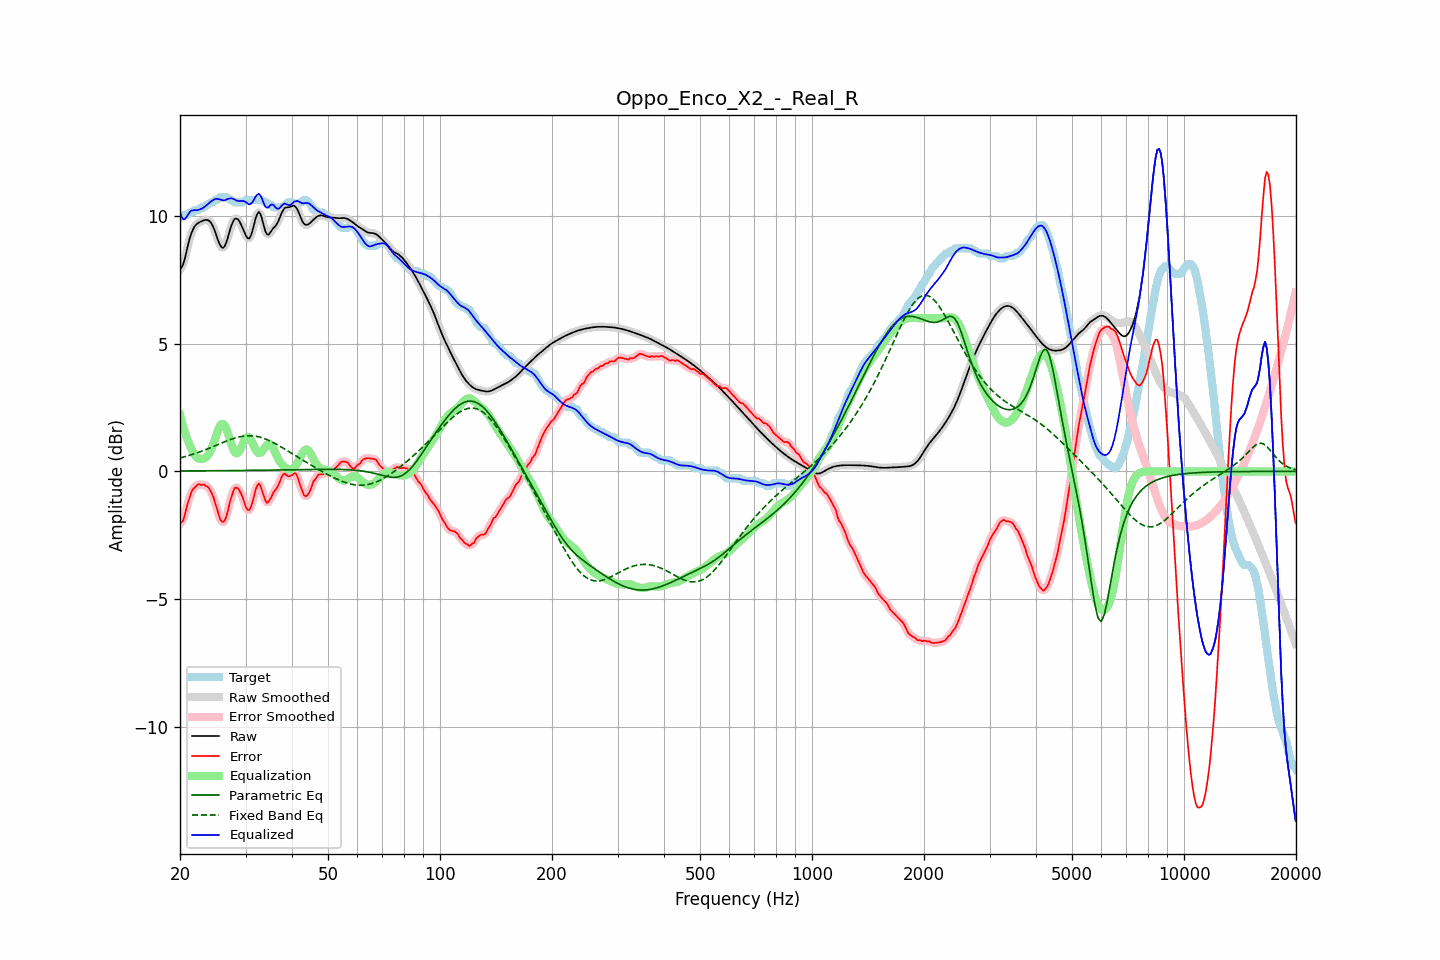 Oppo_Enco_X2_-_Real_R
Amplitude (dBr)
10
5
0
−5
−10
Target
Raw Smoothed
Error Smoothed
Raw
Error
Equalization
Parametric Eq
Fixed Band Eq
Equalized
20 50 100 200 500 1000 2000 5000 10000 20000
Frequency (Hz)